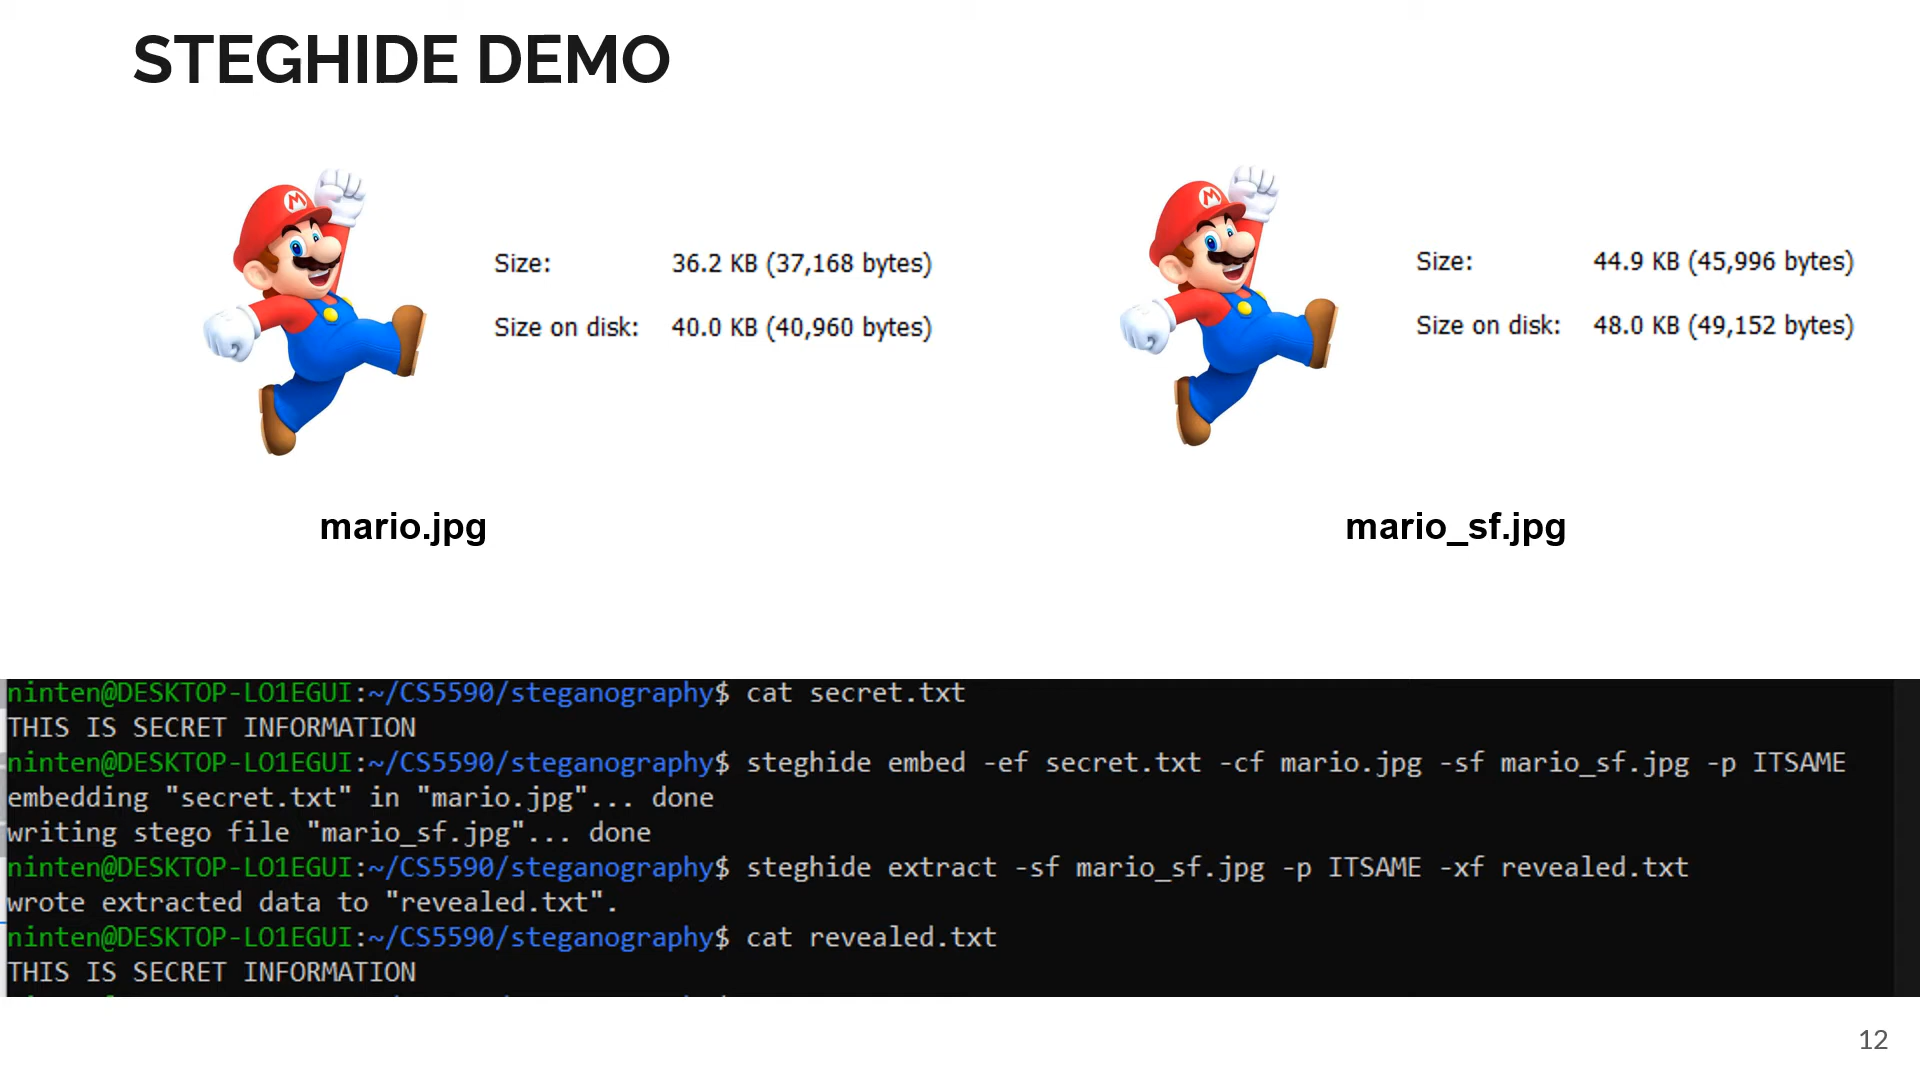 STEGHIDE DEMO
M
Size: 36.2 KB (37,168 bytes)
Size on disk: 40.0 KB (40,960 bytes)
mario.jpg
M
Size: 44.9 KB (45,996 bytes)
Size on disk: 48.0 KB (49,152 bytes)
mario_sf.jpg
ninten@DESKTOP-LO1EGUI:~/CS5590/steganography$ cat secret.txt
THIS IS SECRET INFORMATION
ninten@DESKTOP-LO1EGUI:~/CS5590/steganography$ steghide embed -ef secret.txt -cf mario.jpg -sf mario_sf.jpg -p ITSAME
embedding "secret.txt" in "mario.jpg"... done
writing stego file "mario_sf.jpg"... done
ninten@DESKTOP-LO1EGUI:~/CS5590/steganography$ steghide extract -sf mario_sf.jpg -p ITSAME -xf revealed.txt
wrote extracted data to "revealed.txt".
ninten@DESKTOP-LO1EGUI:~/CS5590/steganography$ cat revealed.txt
THIS IS SECRET INFORMATION
12